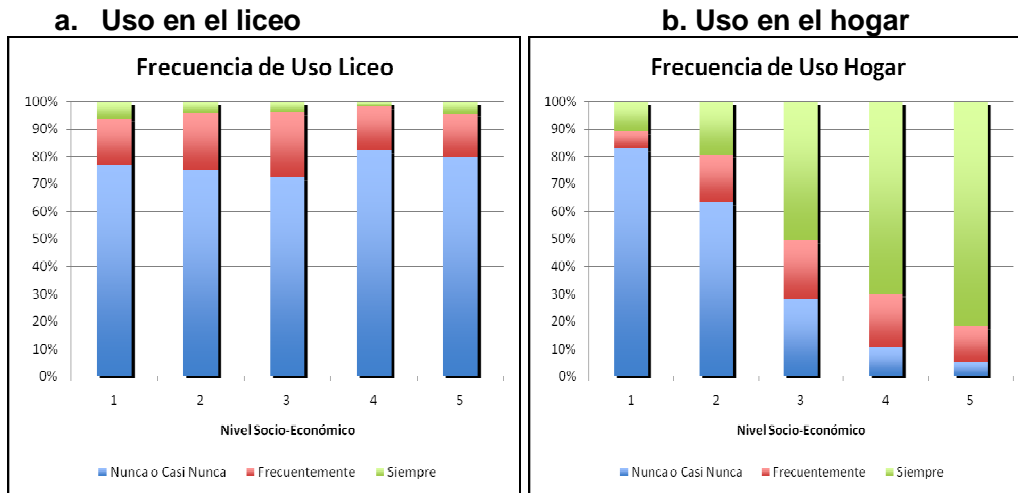 a. Uso en el liceo
b. Uso en el hogar
Frecuencia de Uso Liceo
100%
90%
80%
70%
60%
50%
40%
30%
20%
10%
0%
1 2 3 4 5
Nivel Socio-Económico
Nunca o Casi Nunca Frecuentemente Siempre
Frecuencia de Uso Hogar
100%
90%
80%
70%
60%
50%
40%
30%
20%
10%
0%
1 2 3 4 5
Nivel Socio-Económico
Nunca o Casi Nunca Frecuentemente Siempre